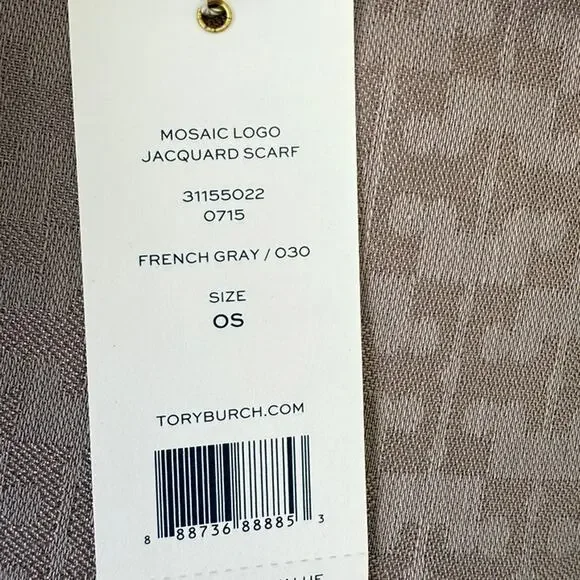 MOSAIC LOGO
JACQUARD SCARF
31155022
0715
FRENCH GRAY / 030
SIZE
OS
TORYBURCH.COM
8 88736 88885 3